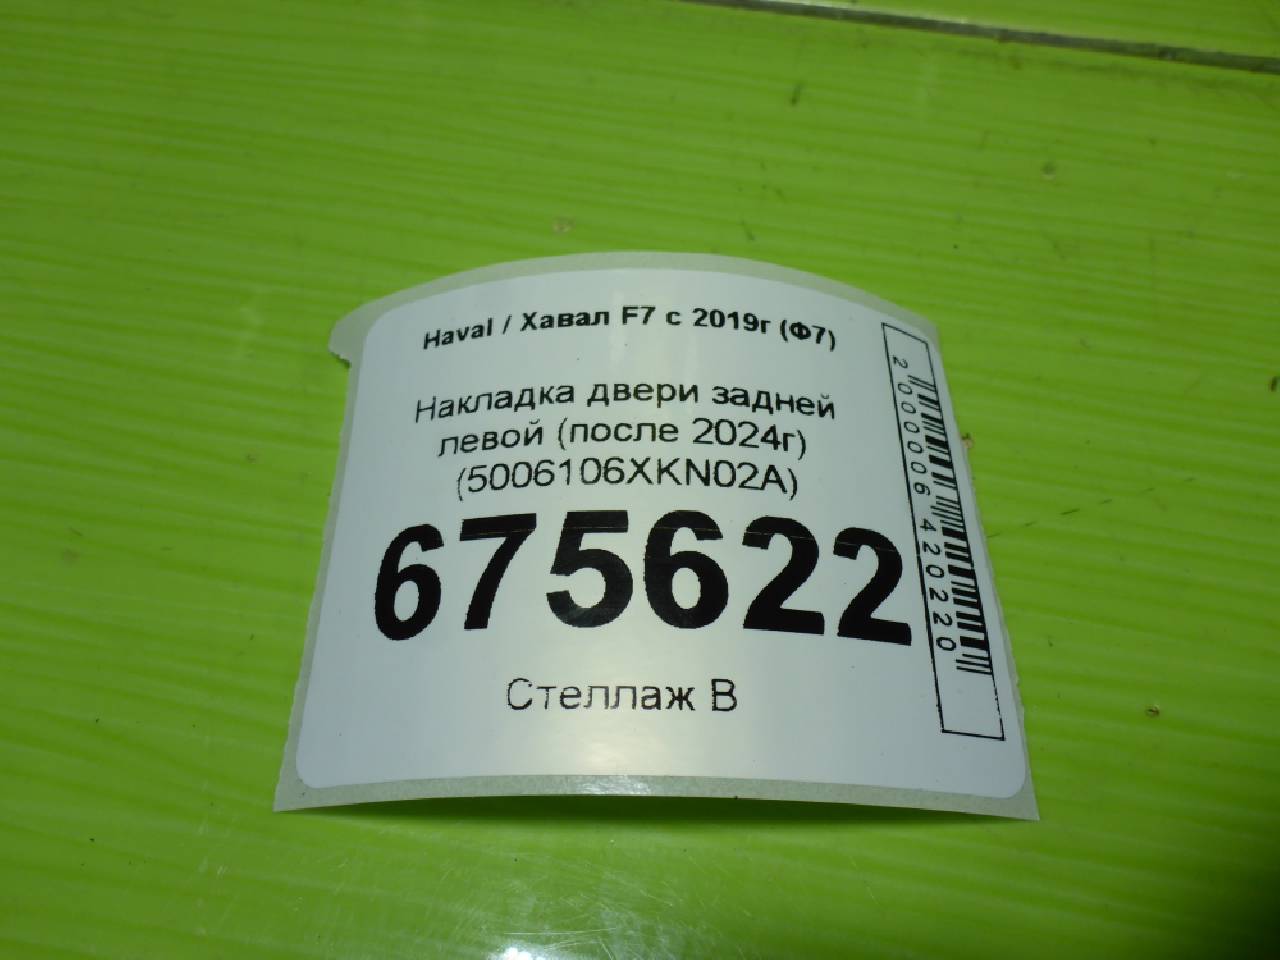 Haval / Хавал F7 с 2019г (Ф7)
Накладка двери задней
левой (после 2024г)
(5006106XKN02A)
675622
Стеллаж В
2000006420220